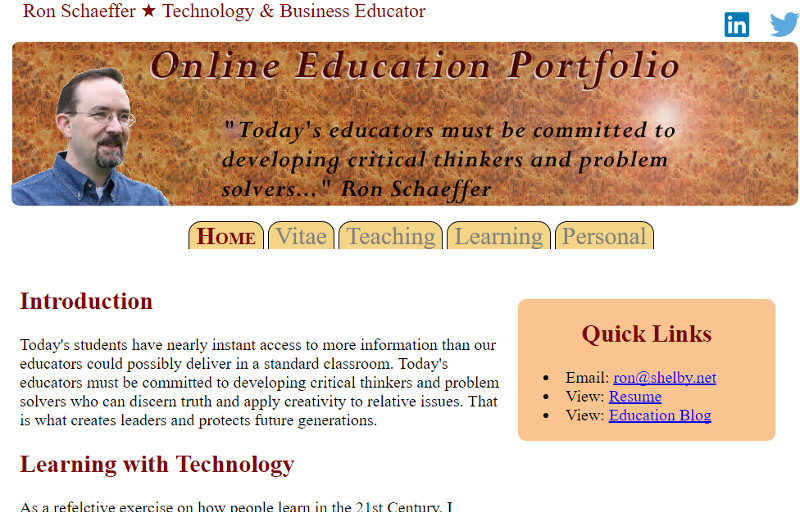 Ron Schaeffer ★ Technology & Business Educator
in
Online Education Portfolio
"Today's educators must be committed to
developing critical thinkers and problem
solvers..." Ron Schaeffer
Home Vitae Teaching Learning Personal
Introduction
Today's students have nearly instant access to more information than our
educators could possibly deliver in a standard classroom. Today's
educators must be committed to developing critical thinkers and problem
solvers who can discern truth and apply creativity to relative issues. That
is what creates leaders and protects future generations.
Quick Links
Email: ron@shelby.net
View: Resume
View: Education Blog
Learning with Technology
As a refelctive exercise on how people learn in the 21st Century, I